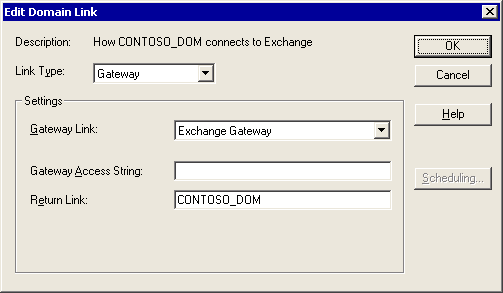 Edit Domain Link
Description: How CONTOSO_DOM connects to Exchange
OK
Link Type: Gateway
Cancel
Settings
Gateway Link: Exchange Gateway
Help
Gateway Access String:
Scheduling...
Return Link: CONTOSO_DOM